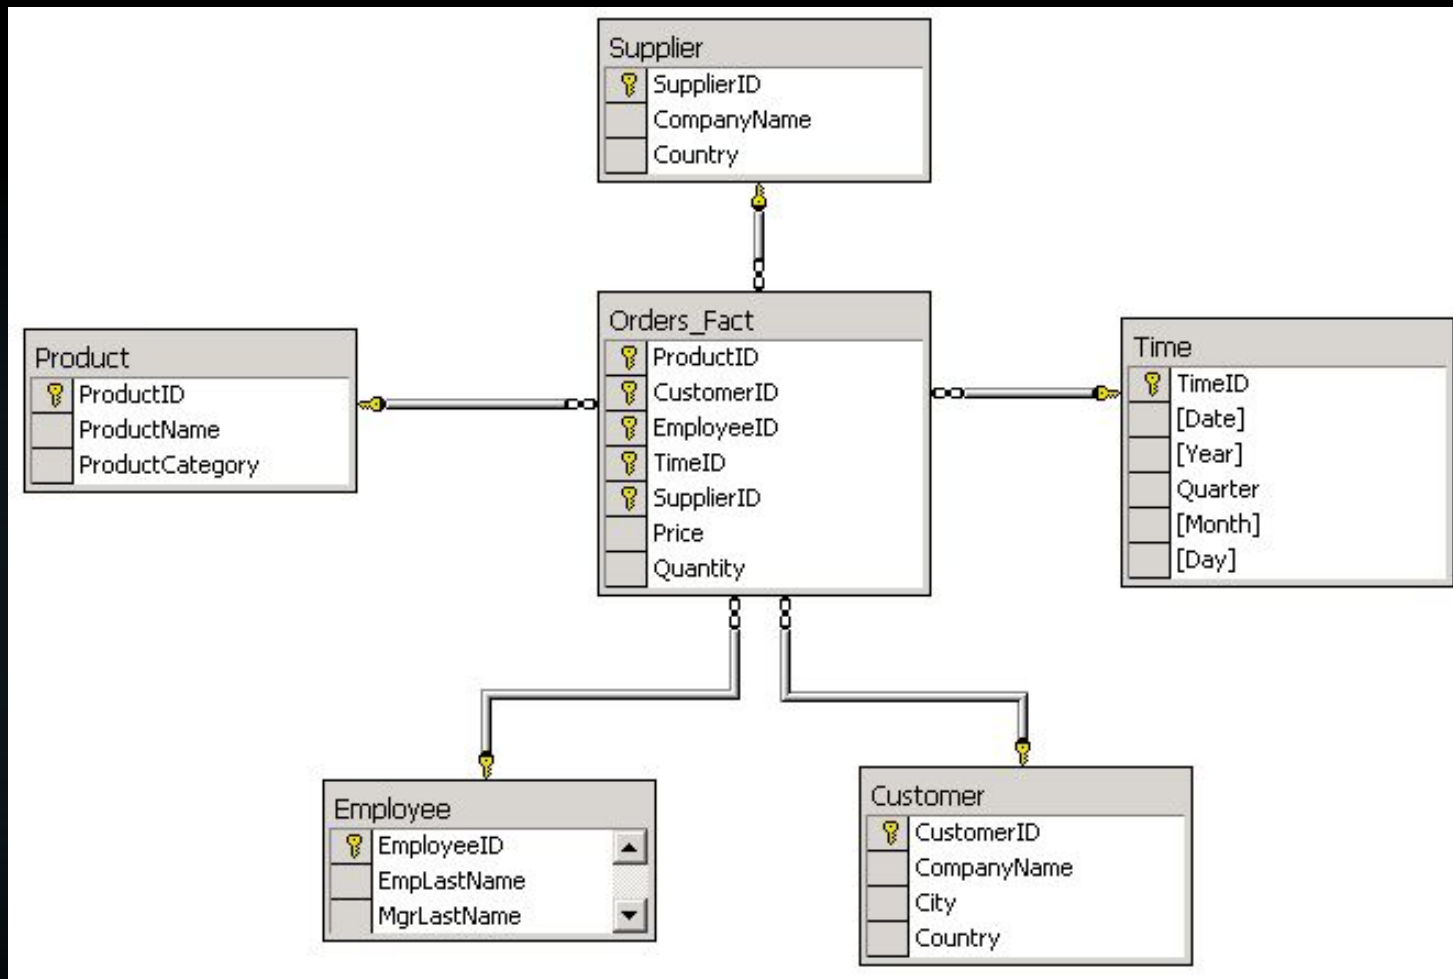 Supplier
SupplierID
CompanyName
Country
Product
ProductID
ProductName
ProductCategory
Orders_Fact
ProductID
CustomerID
EmployeeID
TimeID
SupplierID
Price
Quantity
Time
TimeID
[Date]
[Year]
Quarter
[Month]
[Day]
Employee
EmployeeID
EmpLastName
MgrLastName
Customer
CustomerID
CompanyName
City
Country